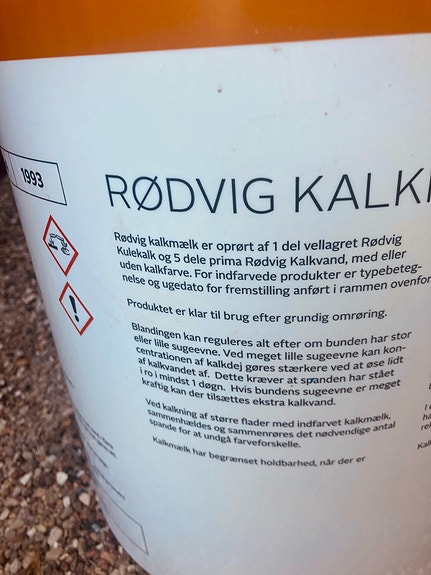 1993
RØDVIG KALK
Rødvig kalkmælk er oprørt af 1 del vellagret Rødvig
Kulekalk og 5 dele prima Rødvig Kalkvand, med eller
uden kalkfarve. For indfarvede produkter er typebeteg-
nelse og ugedato for fremstilling anført i rammen ovenfor
Produktet er klar til brug efter grundig omrøring.
Blandingen kan reguleres alt efter om bunden har stor
eller lille sugeevne. Ved meget lille sugeevne kan kon-
centrationen af kalkdej gøres stærkere ved at øse lidt
af kalkvandet af. Dette kræver at spanden har stået
i ro i mindst 1 døgn. Hvis bundens sugeevne er meget
kraftig kan der tilsættes ekstra kalkvand.
Ved kalkning af større flader med indfarvet kalkmælk,
sammenhældes og sammenrøres det nødvendige antal
spande for at undgå farveforskelle.
Kalkmælk har begrænset holdbarhed, når der er